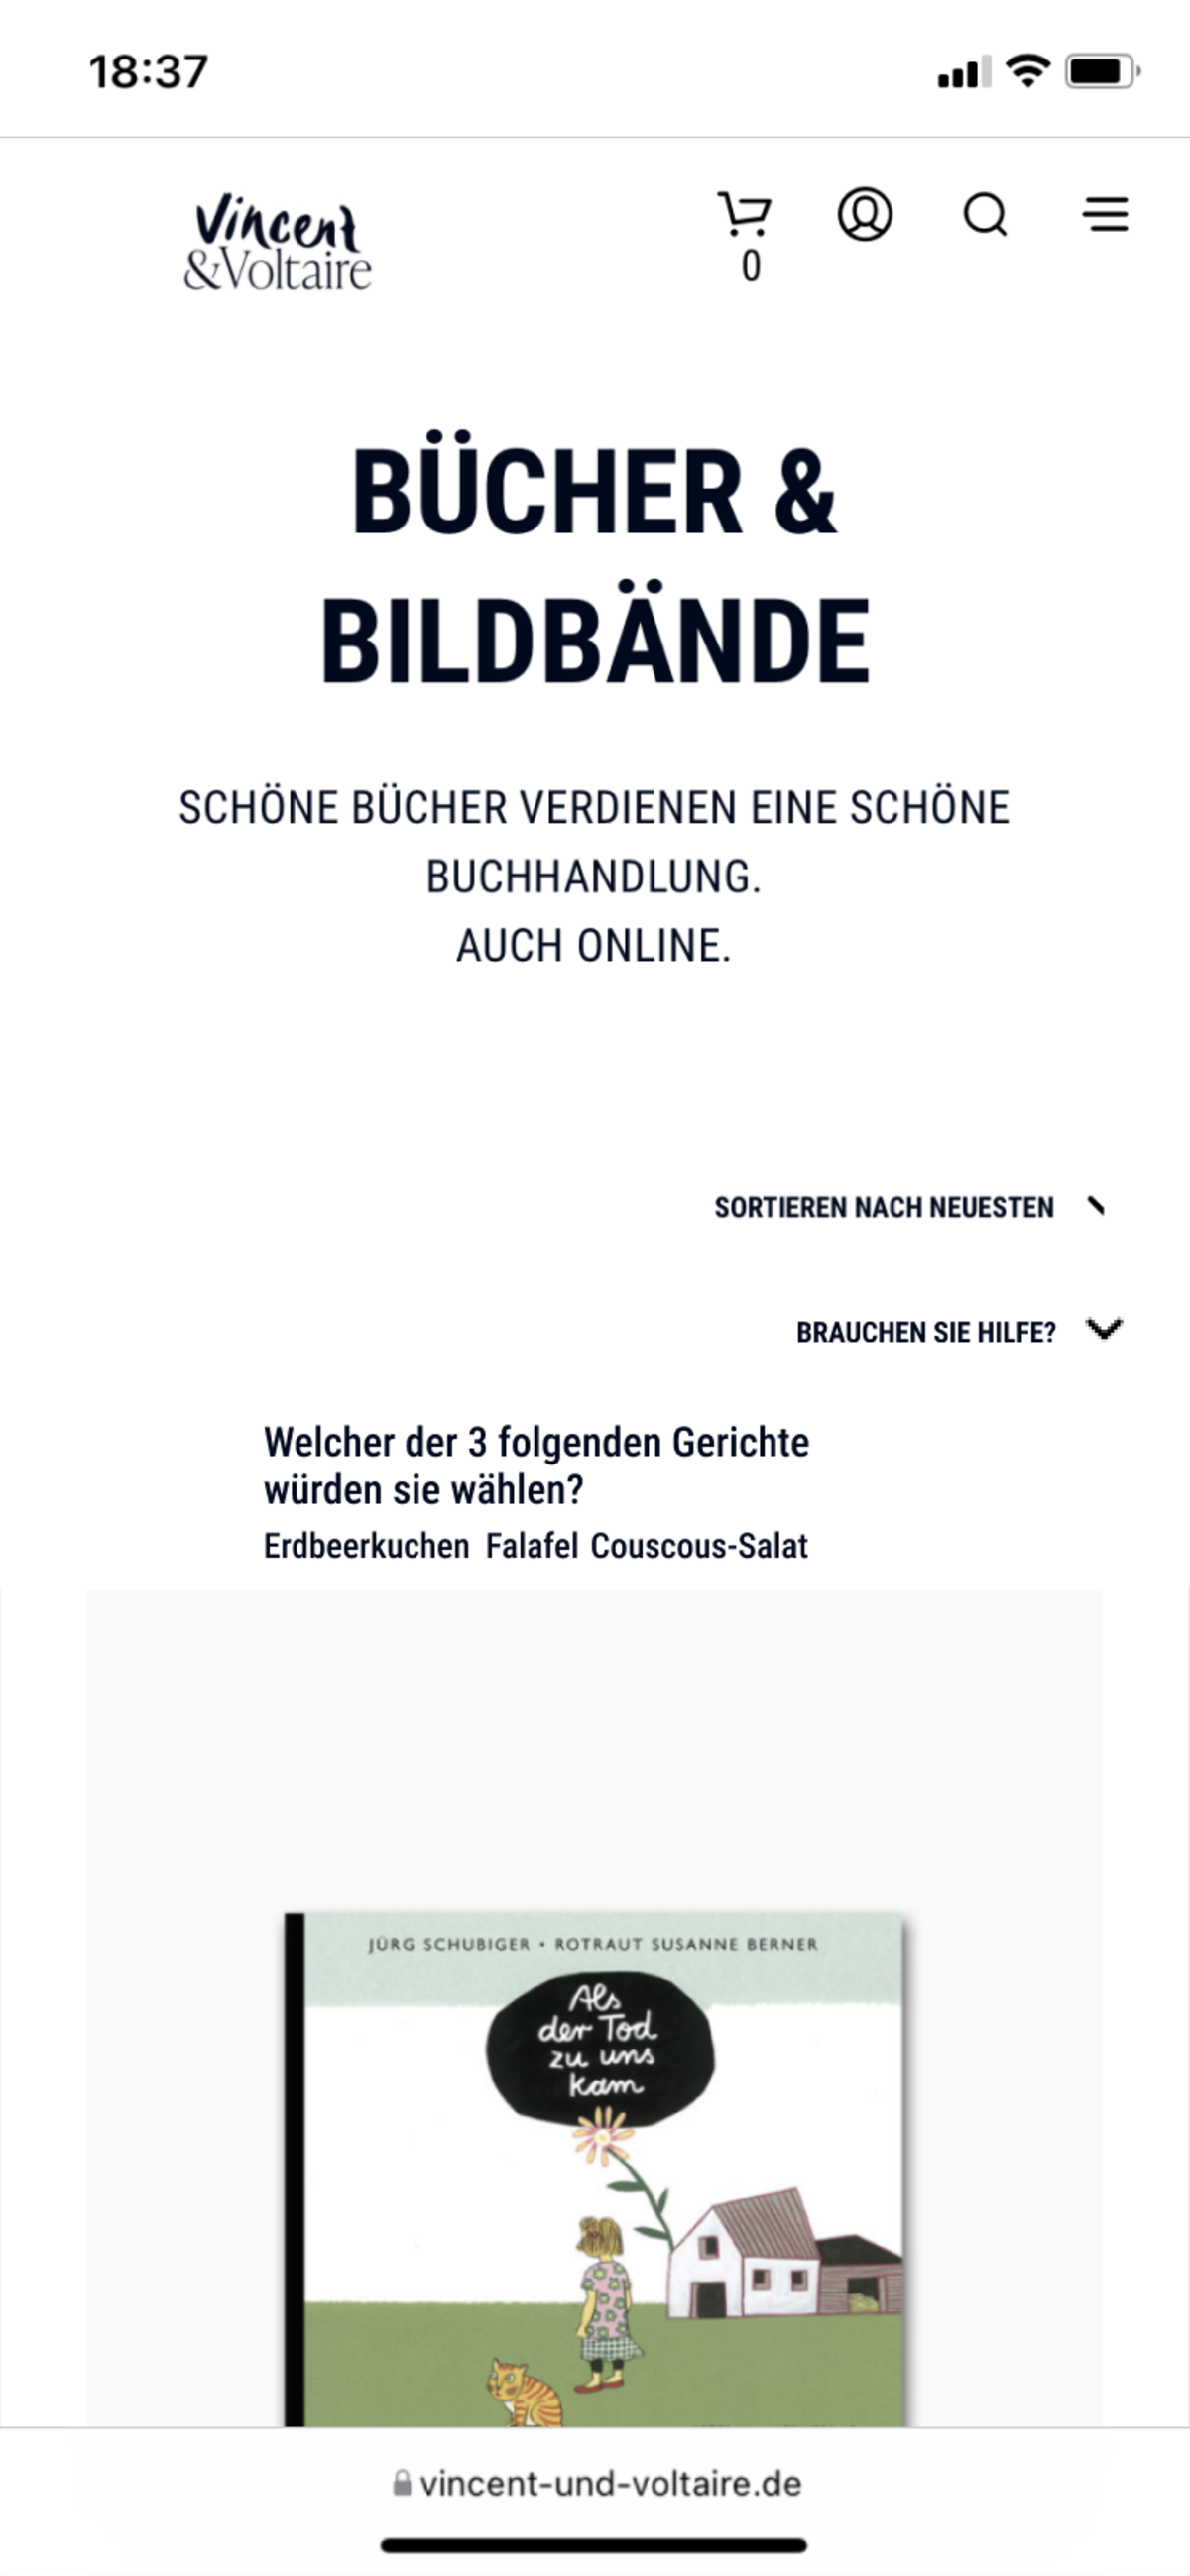 18:37
Vincent
&Voltaire
0
BÜCHER &
BILDBÄNDE
SCHÖNE BÜCHER VERDIENEN EINE SCHÖNE
BUCHHANDLUNG.
AUCH ONLINE.
SORTIEREN NACH NEUESTEN
BRAUCHEN SIE HILFE?
Welcher der 3 folgenden Gerichte
würden sie wählen?
Erdbeerkuchen Falafel Couscous-Salat
JÜRG SCHUBIGER • ROTRAUT SUSANNE BERNER
Als
der Tod
zu uns
kam
vincent-und-voltaire.de